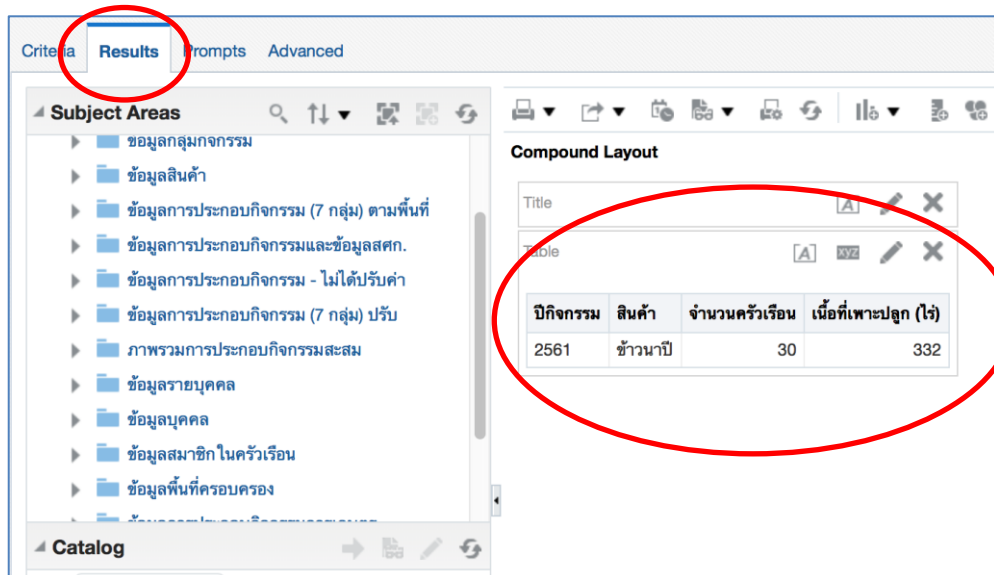 Criteria Results Prompts Advanced
Subject Areas
ข้อมูลกลุ่มกิจกรรม
ข้อมูลสินค้า
ข้อมูลการประกอบกิจกรรม (7 กลุ่ม) ตามพื้นที่
ข้อมูลการประกอบกิจกรรมและข้อมูลสศก.
ข้อมูลการประกอบกิจกรรม - ไม่ได้ปรับค่า
ข้อมูลการประกอบกิจกรรม (7 กลุ่ม) ปรับ
ภาพรวมการประกอบกิจกรรมสะสม
ข้อมูลรายบุคคล
ข้อมูลบุคคล
ข้อมูลสมาชิกในครัวเรือน
ข้อมูลพื้นที่ครอบครอง
Catalog
Compound Layout
Title
Table
xyz
ปีกิจกรรม สินค้า จำนวนครัวเรือน เนื้อที่เพาะปลูก (ไร่)
2561 ข้าวนาปี 30 332